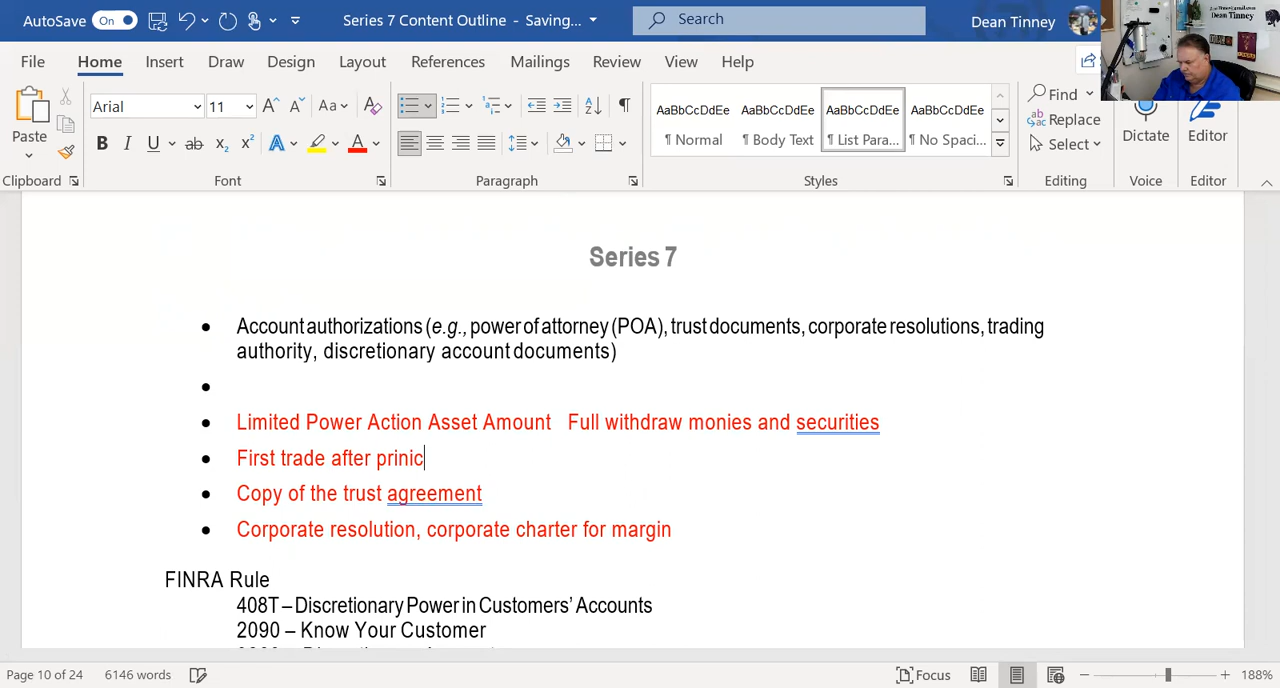 AutoSave On Series 7 Content Outline - Saving... Search Dean Tinney
File Home Insert Draw Design Layout References Mailings Review View Help
Paste Arial 11 Aa
AaBbCcDdEe AaBbCcDdEe AaBbCcDdEe AaBbCcDdEe
¶ Normal ¶ Body Text ¶ List Para... ¶ No Spaci...
Find
Replace
Select
Dictate Editor
Clipboard Font Paragraph Styles Editing Voice Editor
Series 7
• Account authorizations (e.g., power of attorney (POA), trust documents, corporate resolutions, trading
authority, discretionary account documents)
•
• Limited Power Action Asset Amount Full withdraw monies and securities
• First trade after prinic
• Copy of the trust agreement
• Corporate resolution, corporate charter for margin
FINRA Rule
408T – Discretionary Power in Customers' Accounts
2090 – Know Your Customer
Page 10 of 24 6146 words Focus 188%